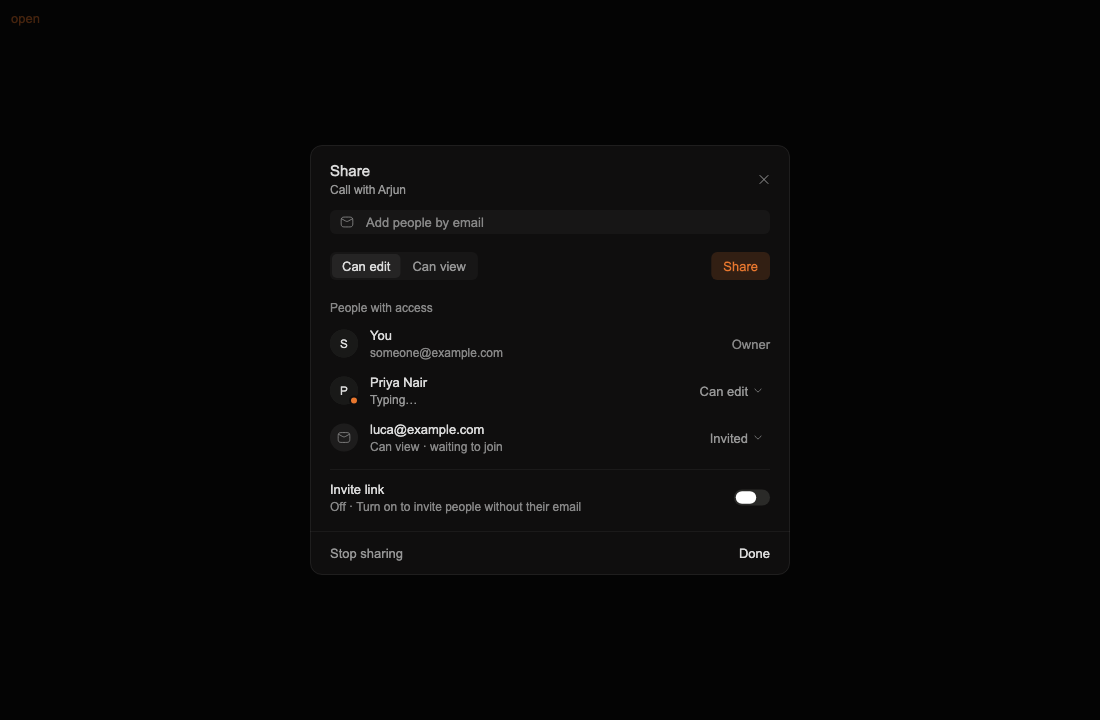 open
Share
Call with Arjun
Add people by email
Can edit
Can view
Share
People with access
S
You
someone@example.com
Owner
P
Priya Nair
Typing…
Can edit
luca@example.com
Can view · waiting to join
Invited
Invite link
Off · Turn on to invite people without their email
Stop sharing
Done